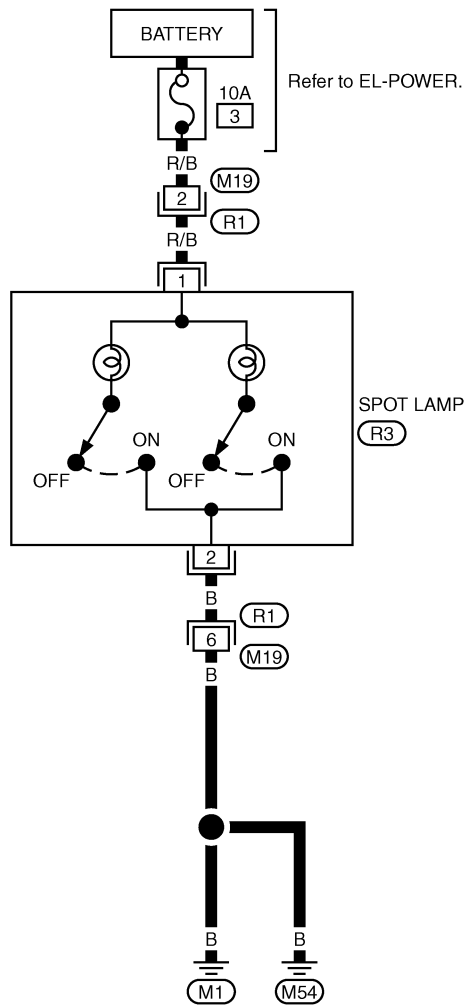 BATTERY
Refer to EL-POWER.
10A
3
R/B
M19
2
R1
R/B
1
SPOT LAMP
R3
ON
ON
OFF
OFF
2
B
R1
6
M19
B
B
B
M1
M54